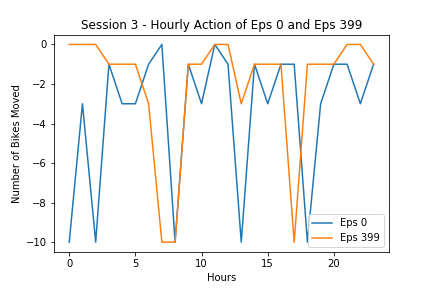 Session 3 - Hourly Action of Eps 0 and Eps 399
Number of Bikes Moved
0
−2
−4
−6
−8
−10
0 5 10 15 20
Hours
Eps 0
Eps 399